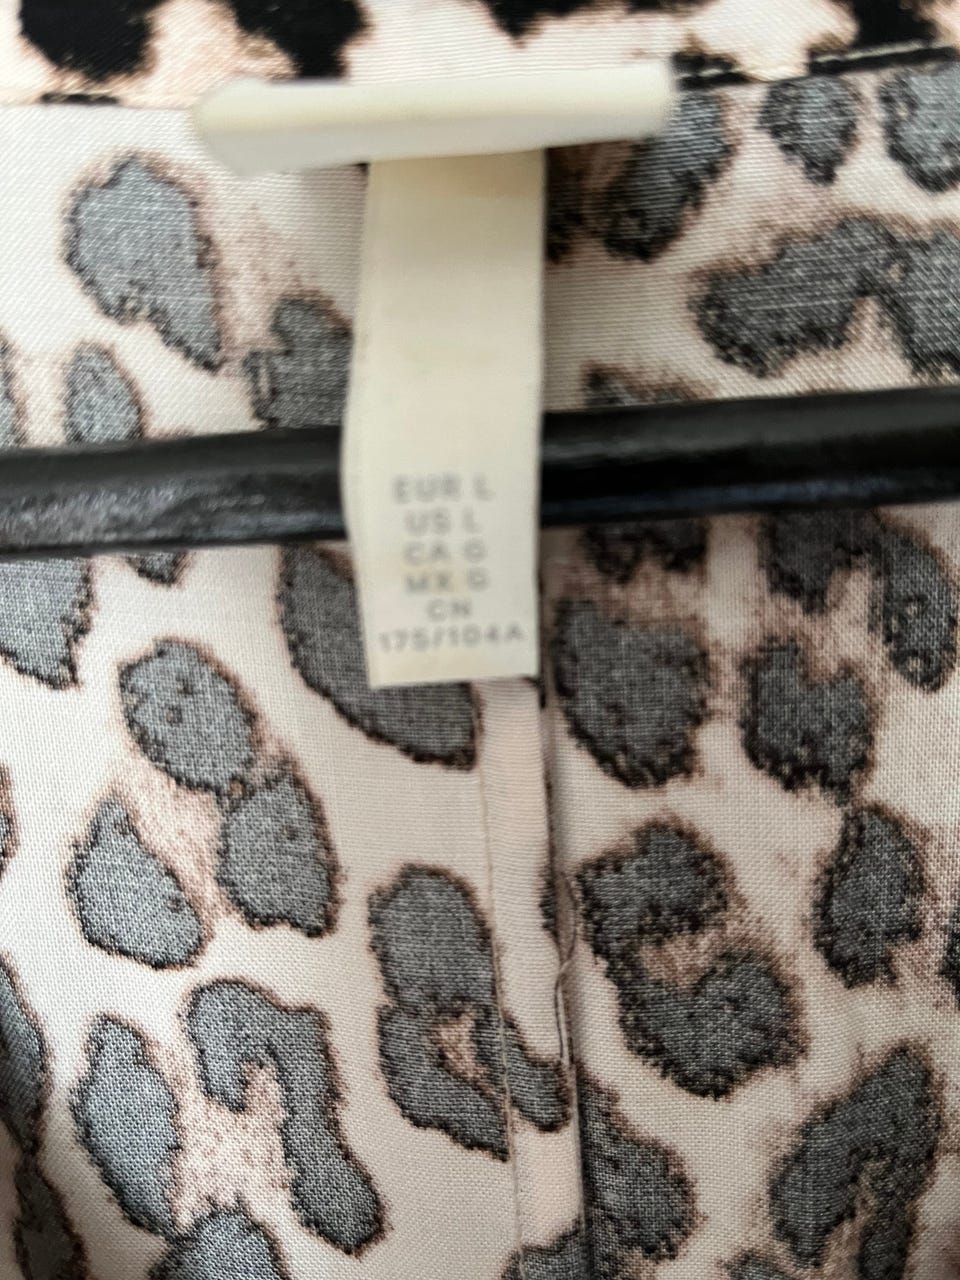 EUR L
US L
CA G
MX G
CN
175/104A